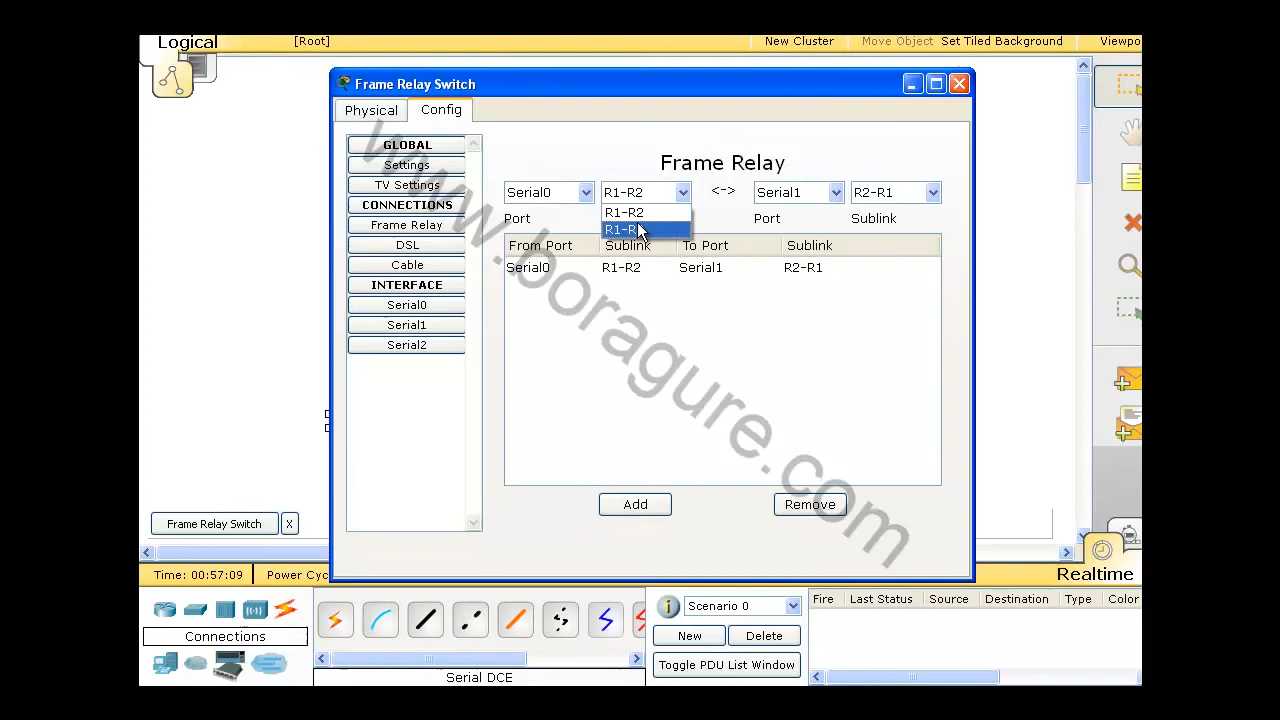 Logical
[Root]
New Cluster
Move Object
Set Tiled Background
Viewpo
Frame Relay Switch
Physical
Config
GLOBAL
Settings
TV Settings
CONNECTIONS
Frame Relay
DSL
Cable
INTERFACE
Serial0
Serial1
Serial2
Frame Relay
Serial0
R1-R2
<->
Serial1
R2-R1
R1-R2
Port
Port
Sublink
From Port
Sublink
To Port
Sublink
Serial0
R1-R2
Serial1
R2-R1
Add
Remove
www.boragure.com
Frame Relay Switch
X
Time: 00:57:09
Power Cyc
Realtime
Connections
Serial DCE
Scenario 0
New
Delete
Toggle PDU List Window
Fire
Last Status
Source
Destination
Type
Color